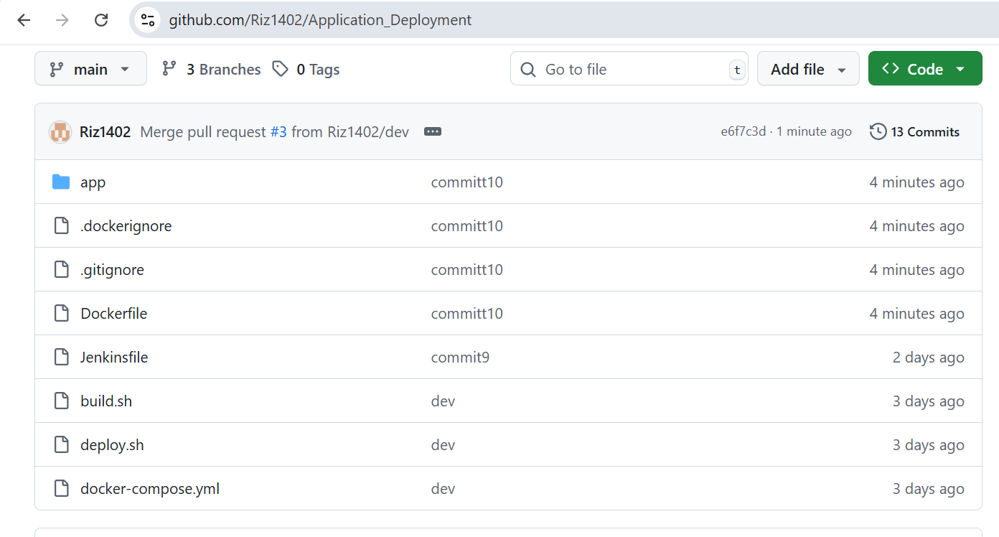 github.com/Riz1402/Application_Deployment
main 3 Branches 0 Tags Go to file t Add file Code
Riz1402 Merge pull request #3 from Riz1402/dev e6f7c3d · 1 minute ago 13 Commits
app committ10 4 minutes ago
.dockerignore committ10 4 minutes ago
.gitignore committ10 4 minutes ago
Dockerfile committ10 4 minutes ago
Jenkinsfile commit9 2 days ago
build.sh dev 3 days ago
deploy.sh dev 3 days ago
docker-compose.yml dev 3 days ago